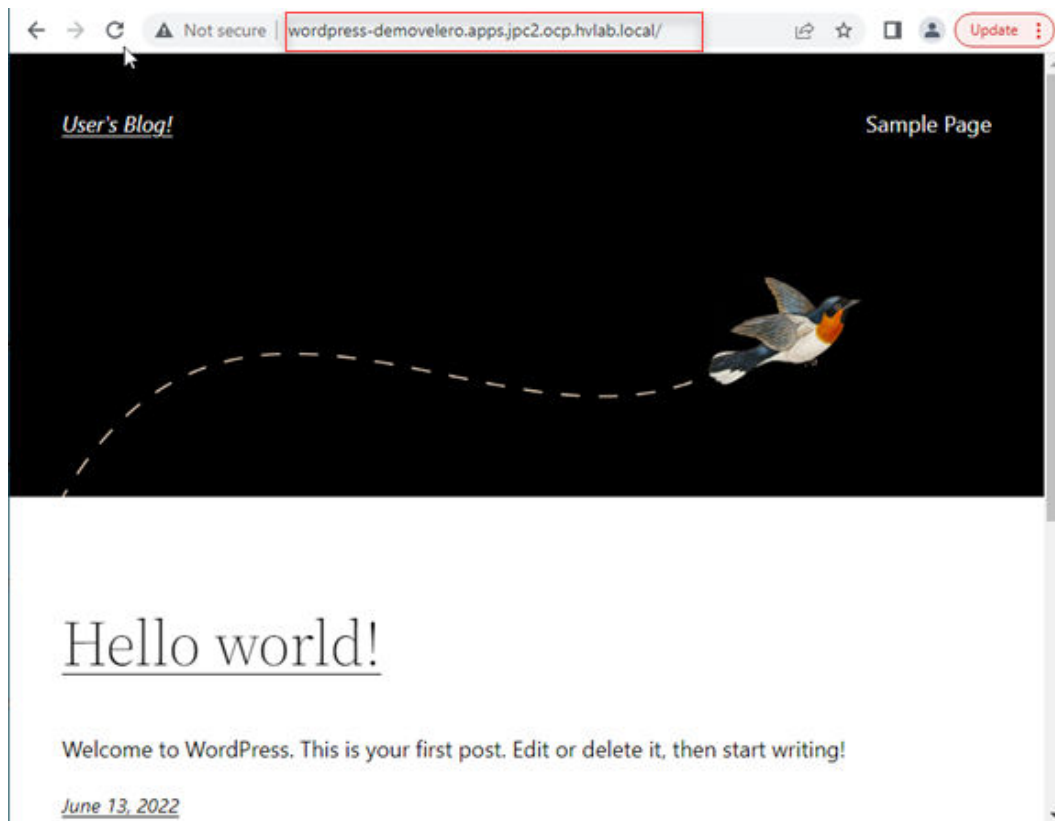 Not secure wordpress-demovelero.apps.jpc2.ocp.hvlab.local/ Update
User's Blog! Sample Page
Hello world!
Welcome to WordPress. This is your first post. Edit or delete it, then start writing!
June 13, 2022